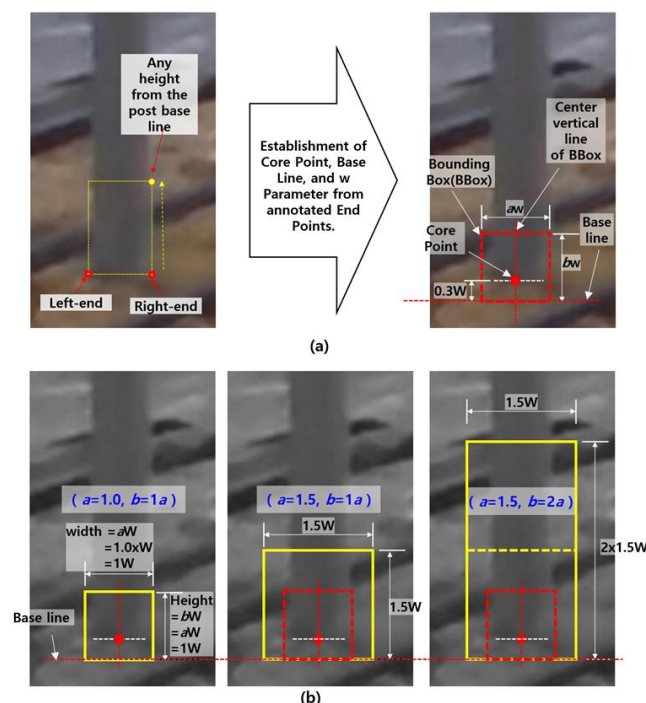 Any
height from
the post base
line
Left-end
Right-end
Establishment of
Core Point, Base
Line, and w
Parameter from
annotated End
Points.
Center
vertical
line
of BBox
Bounding
Box(BBox)
aw
Core
Point
Base
line
bw
0.3W
(a)
( a=1.0, b=1a )
width = aW
= 1.0xW
= 1W
Height
= bW
= aW
= 1W
Base line
( a=1.5, b=1a )
1.5W
1.5W
1.5W
( a=1.5, b=2a )
2x1.5W
(b)